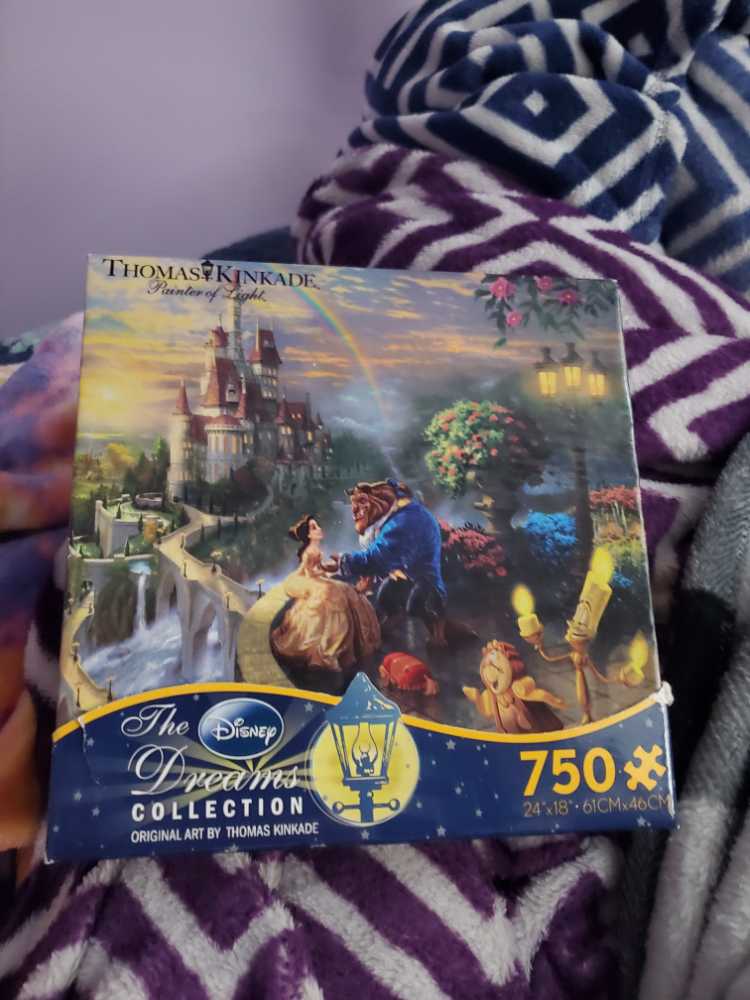 THOMAS KINKADE
Painter of Light
The Disney
Dreams
COLLECTION
ORIGINAL ART BY THOMAS KINKADE
750
24"x18" · 61CMx46CM